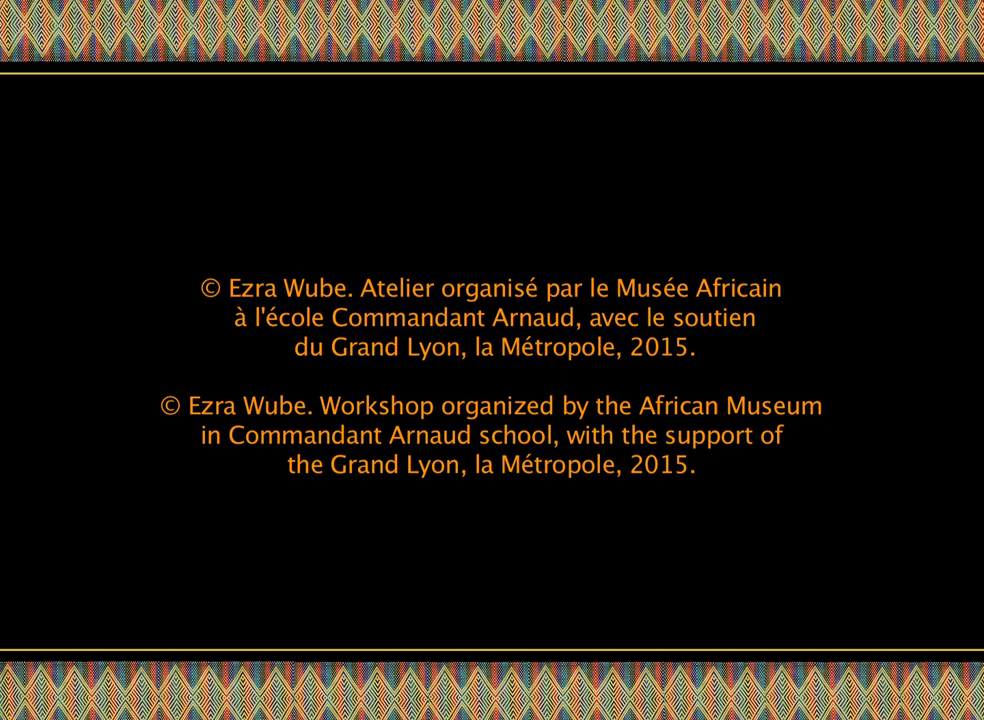 © Ezra Wube. Atelier organisé par le Musée Africain
à l'école Commandant Arnaud, avec le soutien
du Grand Lyon, la Métropole, 2015.
© Ezra Wube. Workshop organized by the African Museum
in Commandant Arnaud school, with the support of
the Grand Lyon, la Métropole, 2015.